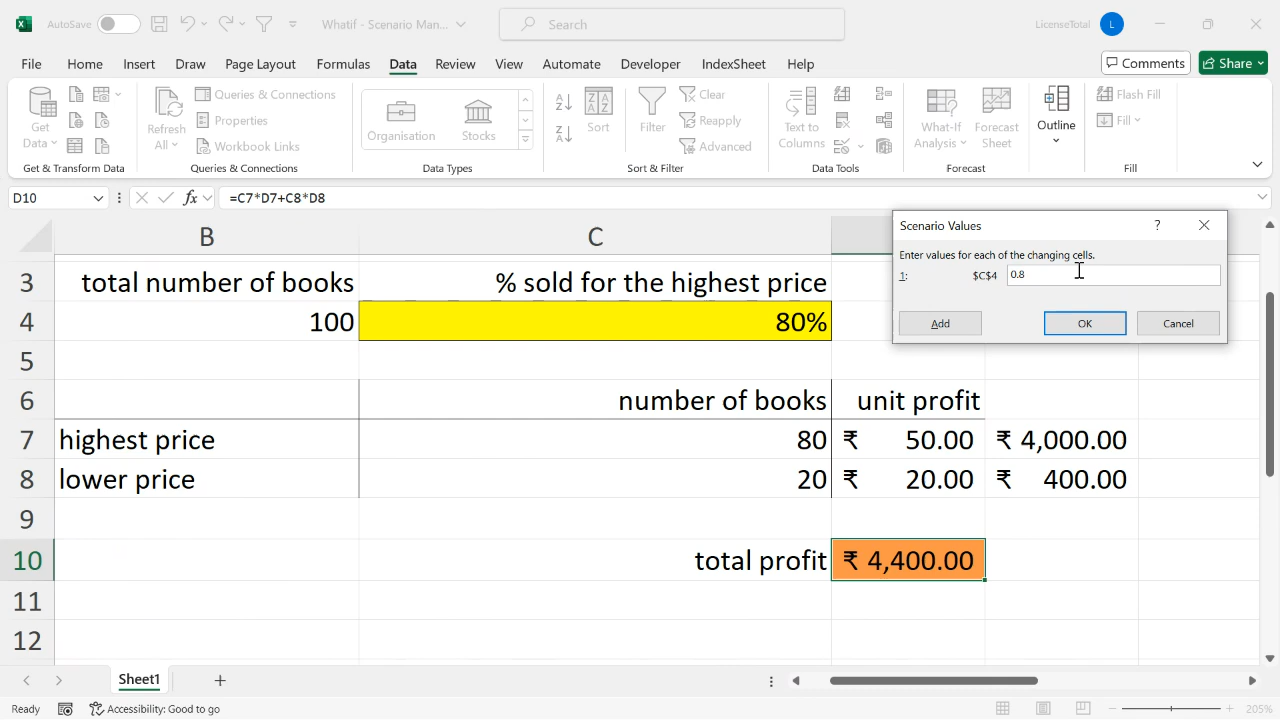 AutoSave
Whatif - Scenario Man...
Search
LicenseTotal
L
File Home Insert Draw Page Layout Formulas Data Review View Automate Developer IndexSheet Help
Comments
Share
Get Data
Refresh All
Queries & Connections
Properties
Workbook Links
Organisation
Stocks
Sort
Filter
Clear
Reapply
Advanced
Text to Columns
What-If Analysis
Forecast Sheet
Outline
Flash Fill
Fill
Get & Transform Data
Queries & Connections
Data Types
Sort & Filter
Data Tools
Forecast
Fill
D10
fx
=C7*D7+C8*D8
B C
3 total number of books % sold for the highest price
4 100 80%
5
6 number of books unit profit
7 highest price 80 ₹ 50.00 ₹ 4,000.00
8 lower price 20 ₹ 20.00 ₹ 400.00
9
10 total profit ₹ 4,400.00
11
12
Scenario Values
?
Enter values for each of the changing cells.
1: $C$4 0.8
Add OK Cancel
Sheet1
Ready
Accessibility: Good to go
205%